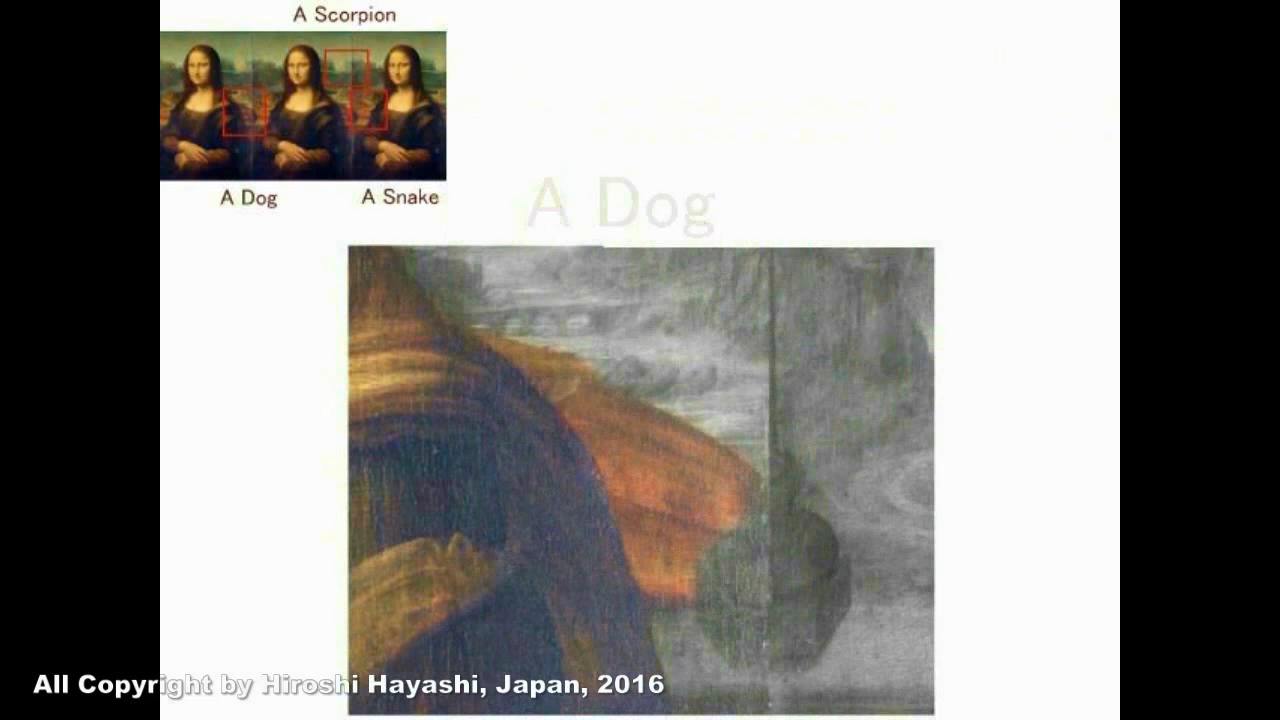 A Scorpion
A Dog
A Snake
A Dog
All Copyright by Hiroshi Hayashi, Japan, 2016